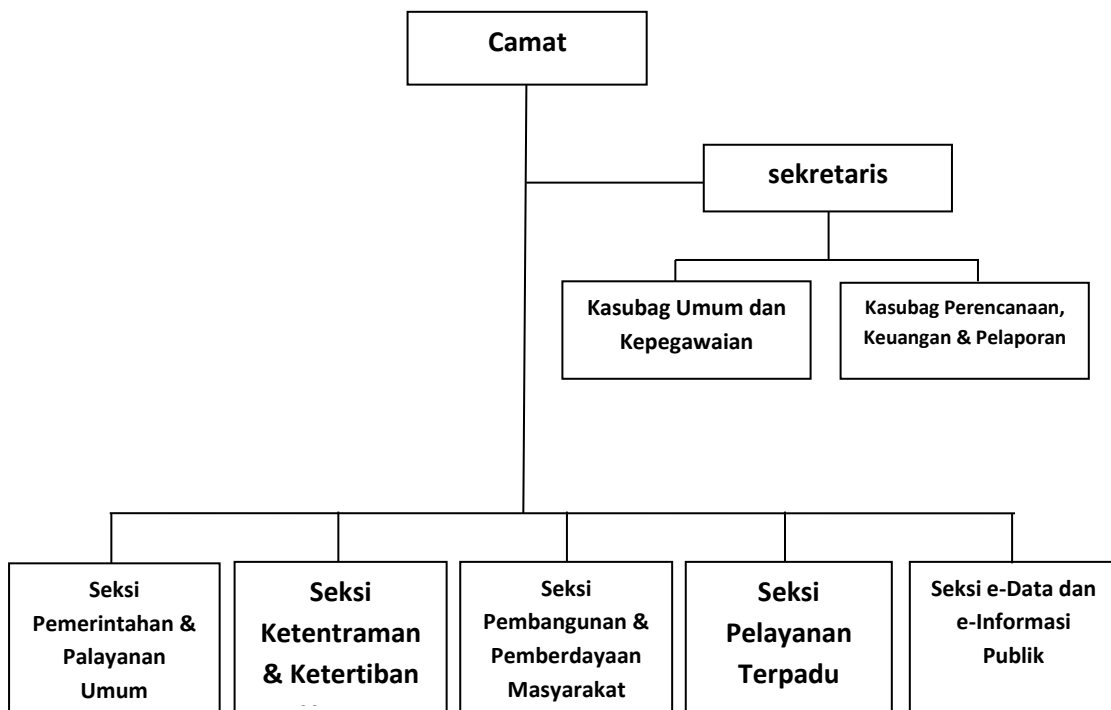 Camat
sekretaris
Kasubag Umum dan
Kepegawaian
Kasubag Perencanaan,
Keuangan & Pelaporan
Seksi
Pemerintahan &
Palayanan
Umum
Seksi
Ketentraman
& Ketertiban
Seksi
Pembangunan &
Pemberdayaan
Masyarakat
Seksi
Pelayanan
Terpadu
Seksi e-Data dan
e-Informasi
Publik